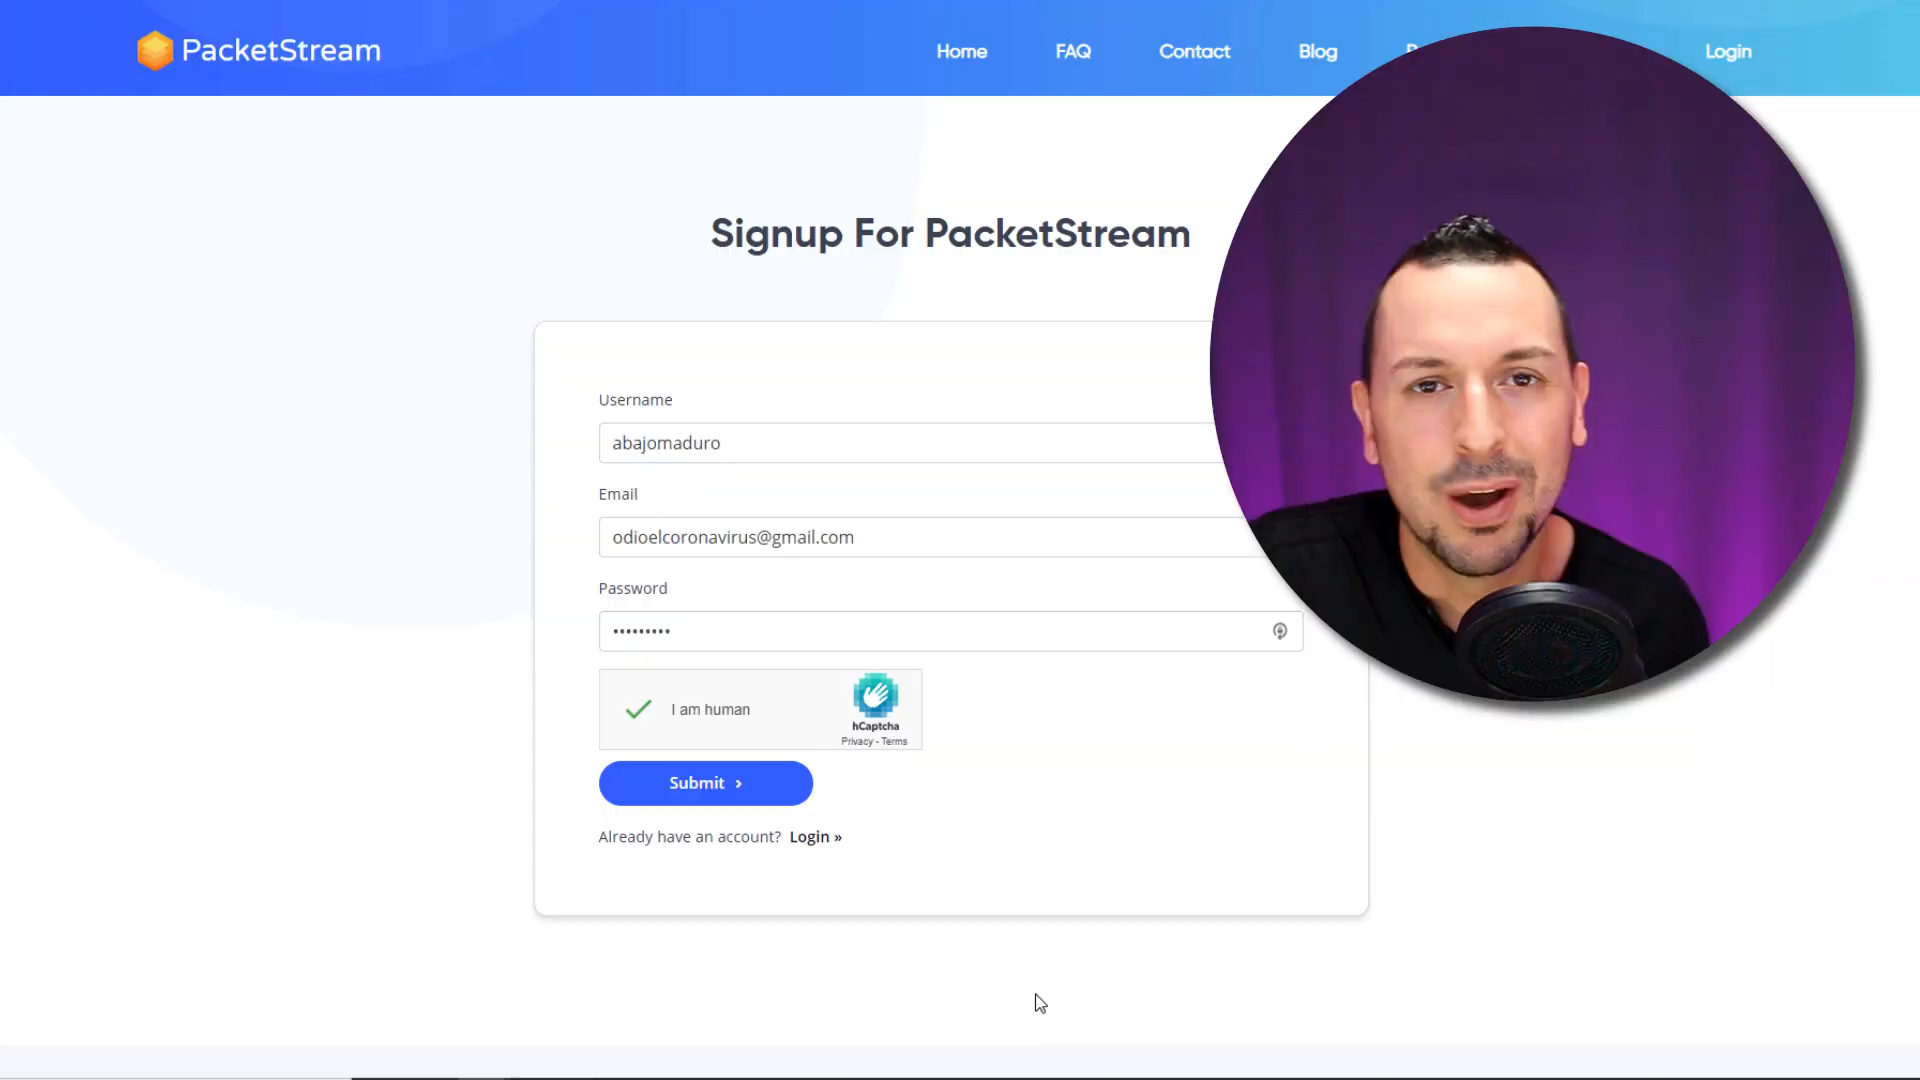 PacketStream
Home
FAQ
Contact
Blog
Login
Signup For PacketStream
Username
abajomaduro
Email
odioelcoronavirus@gmail.com
Password
•••••••••
I am human
hCaptcha
Privacy - Terms
Submit ›
Already have an account? Login »